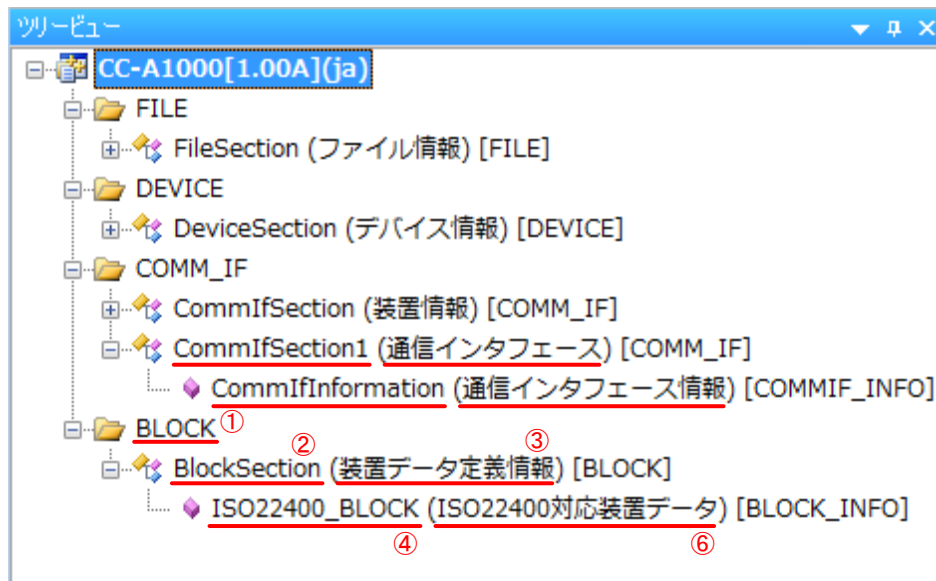 ツリービュー
CC-A1000[1.00A](ja)
FILE
FileSection (ファイル情報) [FILE]
DEVICE
DeviceSection (デバイス情報) [DEVICE]
COMM_IF
CommIfSection (装置情報) [COMM_IF]
CommIfSection1 (通信インタフェース) [COMM_IF]
CommIfInformation (通信インタフェース情報) [COMMIF_INFO]
BLOCK ①
② ③
BlockSection (装置データ定義情報) [BLOCK]
ISO22400_BLOCK (ISO22400対応装置データ) [BLOCK_INFO]
④ ⑥